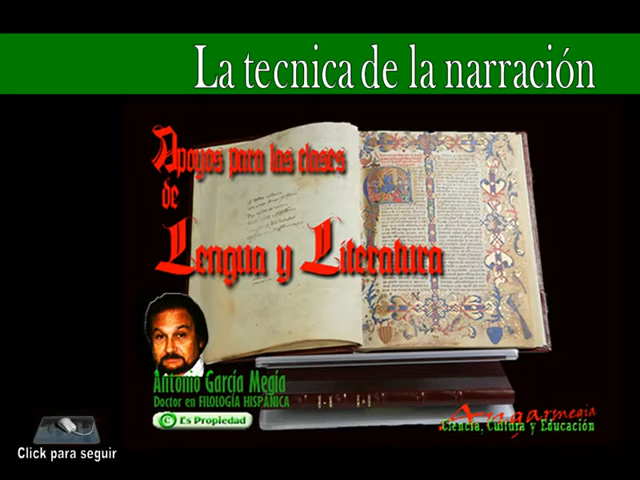 La tecnica de la narración
Apoyos para las clases
de
Lengua y Literatura
Antonio García Megía
Doctor en FILOLOGÍA HISPÁNICA
© Es Propiedad
Angarmegia
Ciencia, Cultura y Educación
Click para seguir